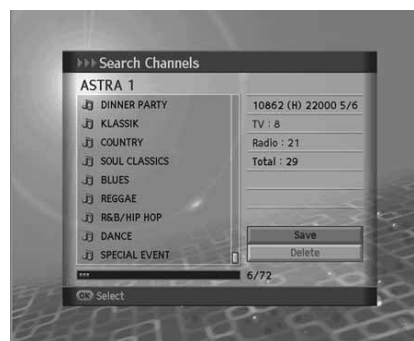 Search Channels
ASTRA 1
DINNER PARTY
KLASSIK
COUNTRY
SOUL CLASSICS
BLUES
REGGAE
R&B/HIP HOP
DANCE
SPECIAL EVENT
10862 (H) 22000 5/6
TV : 8
Radio : 21
Total : 29
Save
Delete
6/72
OK Select